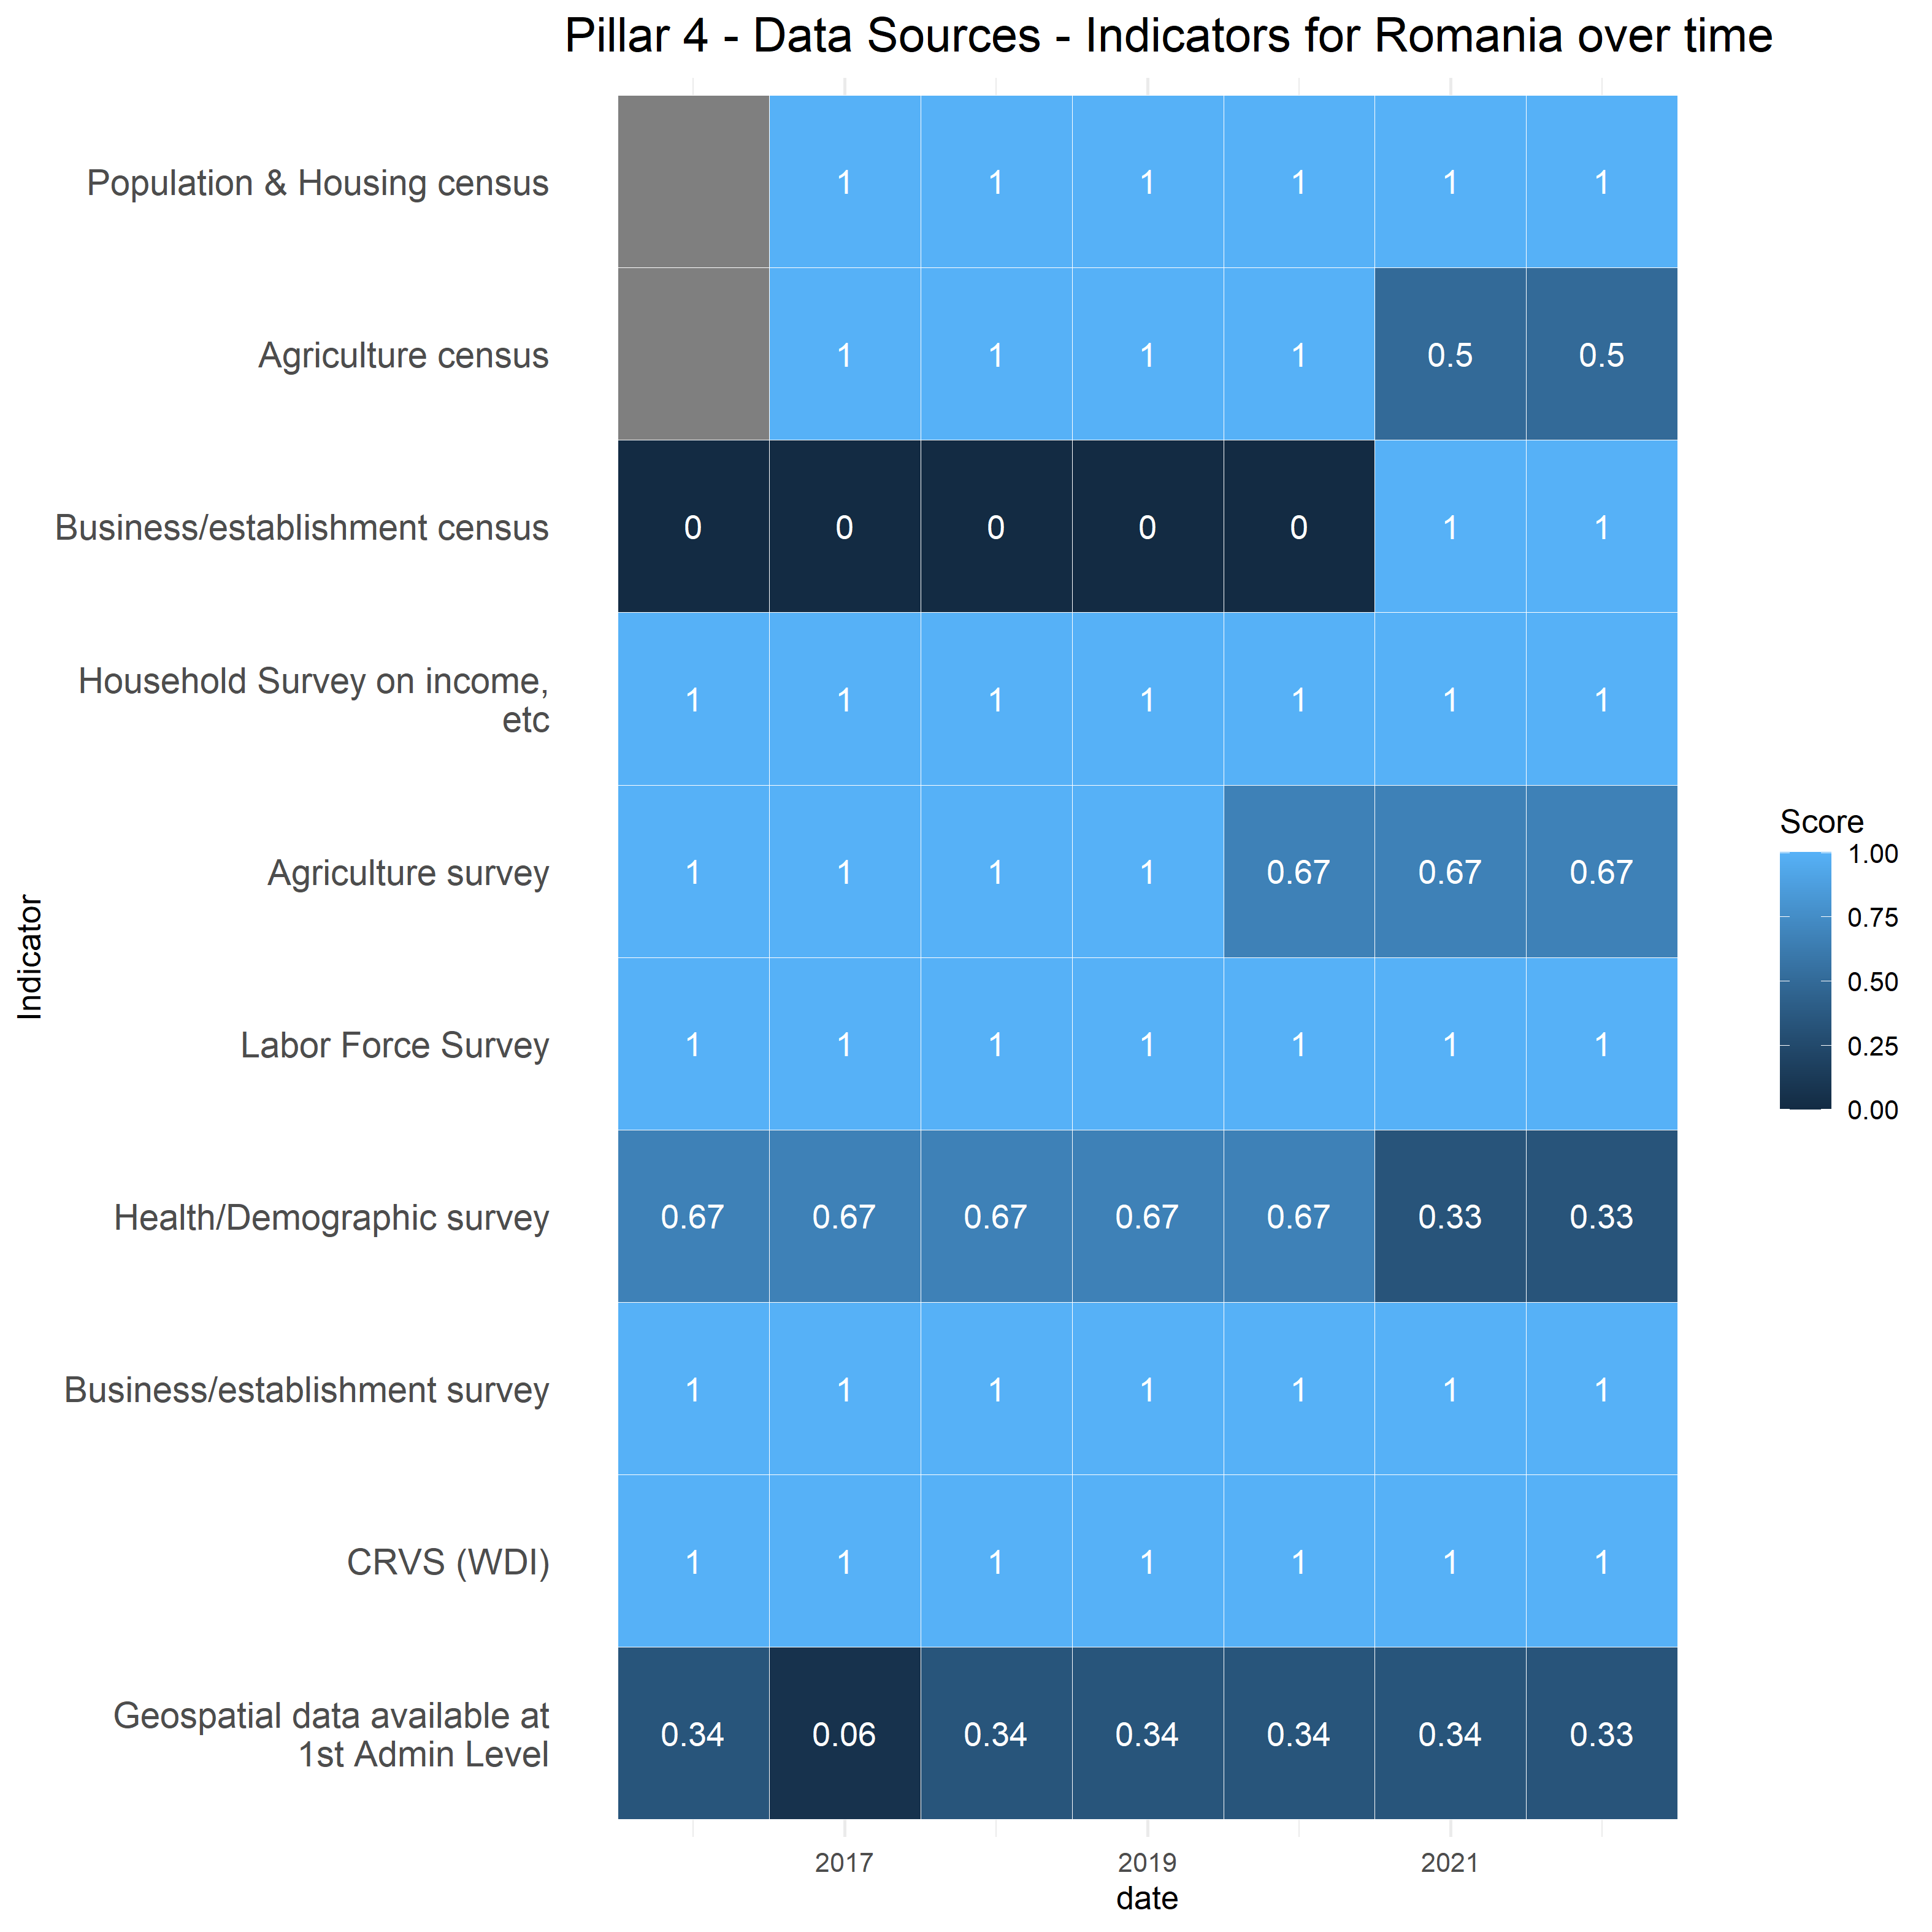 Pillar 4 - Data Sources - Indicators for Romania over time
Population & Housing census
1 1 1 1 1 1
Agriculture census
1 1 1 1 0.5 0.5
Business/establishment census
0 0 0 0 0 1 1
Household Survey on income,
etc
1 1 1 1 1 1 1
Agriculture survey
1 1 1 1 0.67 0.67 0.67
Labor Force Survey
1 1 1 1 1 1 1
Health/Demographic survey
0.67 0.67 0.67 0.67 0.67 0.33 0.33
Business/establishment survey
1 1 1 1 1 1 1
CRVS (WDI)
1 1 1 1 1 1 1
Geospatial data available at
1st Admin Level
0.34 0.06 0.34 0.34 0.34 0.34 0.33
2017 2019 2021
date
Indicator
Score
1.00
0.75
0.50
0.25
0.00